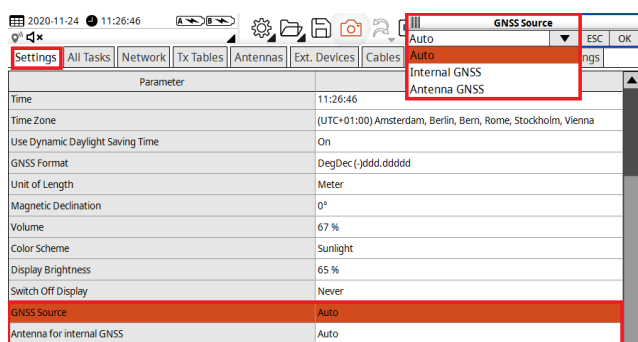 2020-11-24 11:26:46 A B
GNSS Source
Auto
ESC OK
Settings All Tasks Network Tx Tables Antennas Ext. Devices Cables ngs
Auto
Internal GNSS
Antenna GNSS
Parameter
Time 11:26:46
Time Zone (UTC+01:00) Amsterdam, Berlin, Bern, Rome, Stockholm, Vienna
Use Dynamic Daylight Saving Time On
GNSS Format DegDec (-)ddd.ddddd
Unit of Length Meter
Magnetic Declination 0°
Volume 67 %
Color Scheme Sunlight
Display Brightness 65 %
Switch Off Display Never
GNSS Source Auto
Antenna for internal GNSS Auto